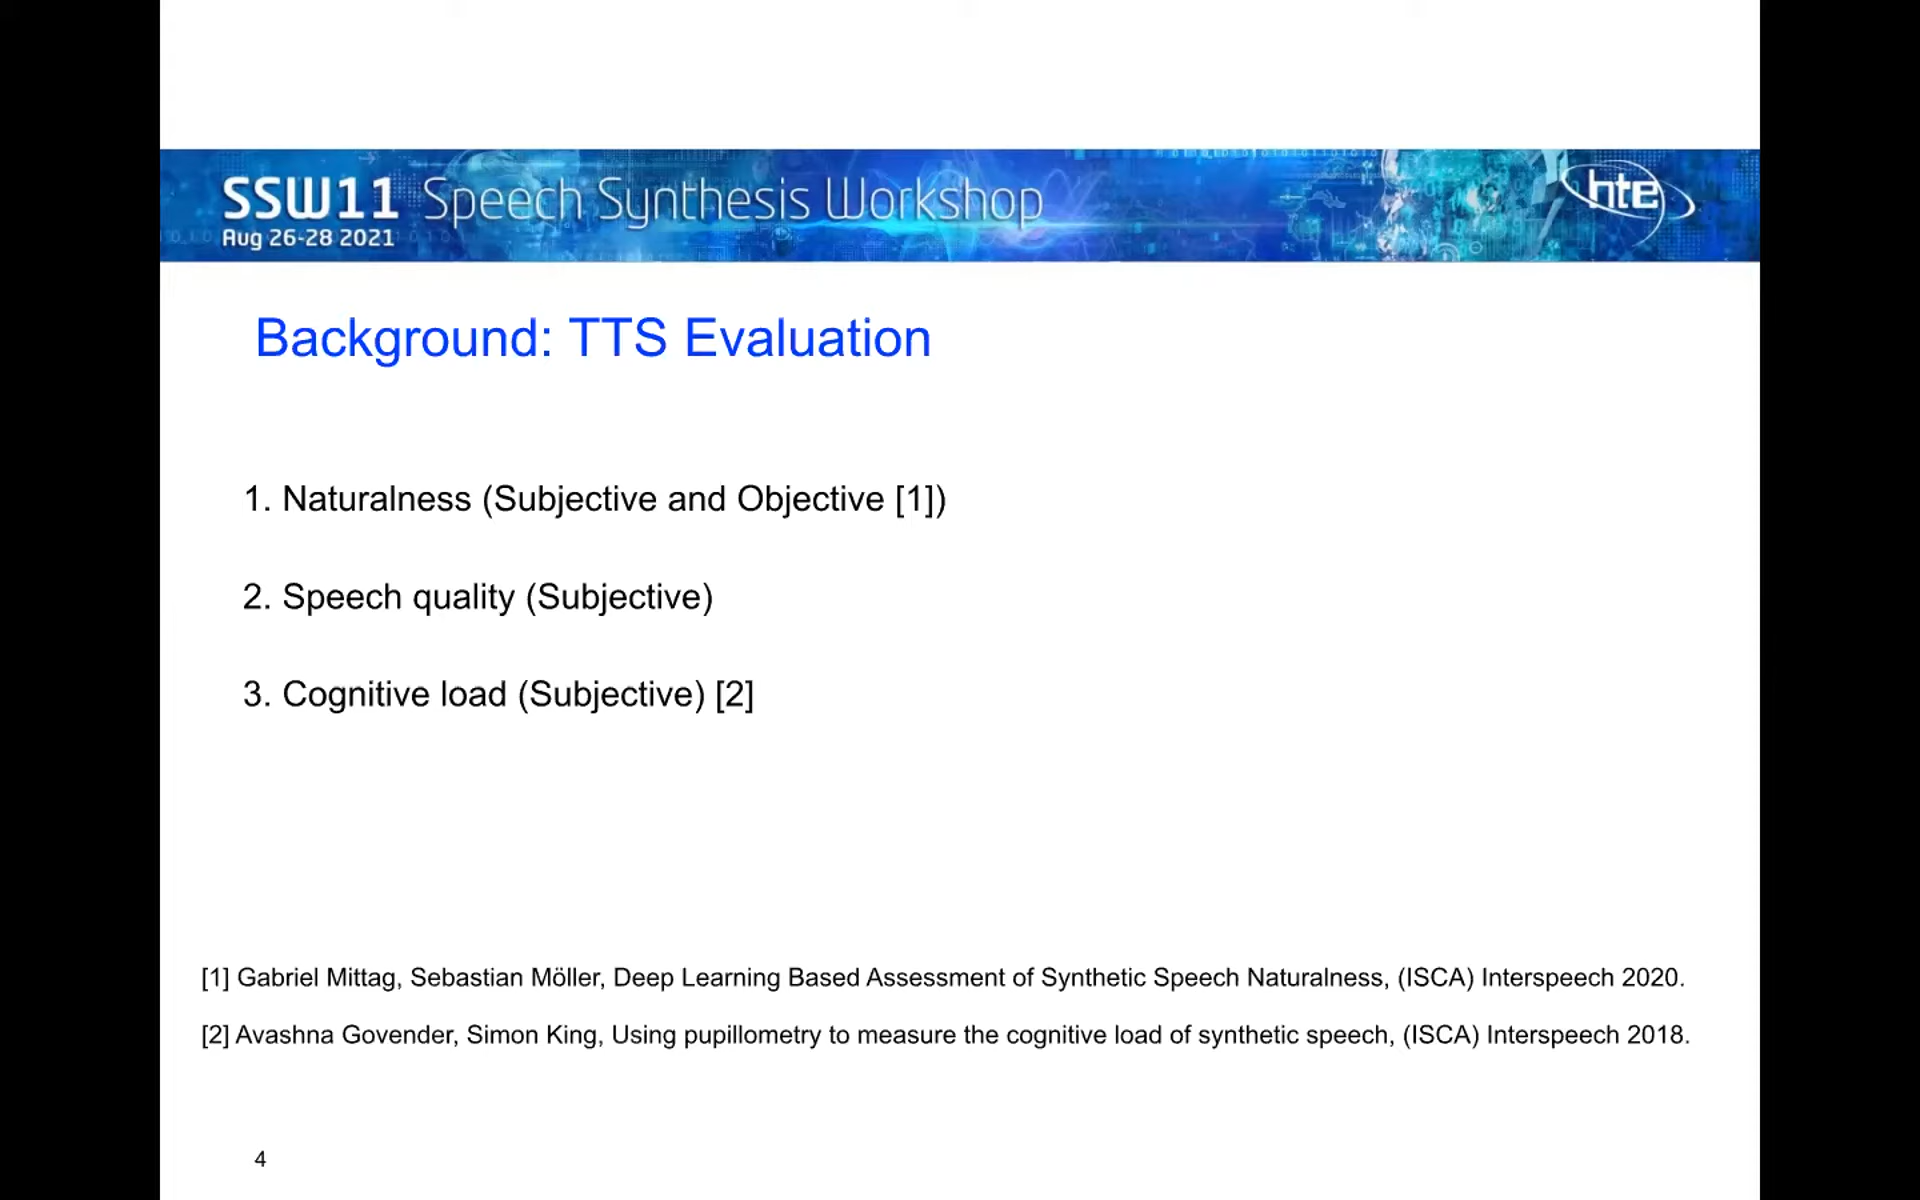 SSW11 Speech Synthesis Workshop
Aug 26-28 2021
hte
Background: TTS Evaluation
1. Naturalness (Subjective and Objective [1])
2. Speech quality (Subjective)
3. Cognitive load (Subjective) [2]
[1] Gabriel Mittag, Sebastian Möller, Deep Learning Based Assessment of Synthetic Speech Naturalness, (ISCA) Interspeech 2020.
[2] Avashna Govender, Simon King, Using pupillometry to measure the cognitive load of synthetic speech, (ISCA) Interspeech 2018.
4